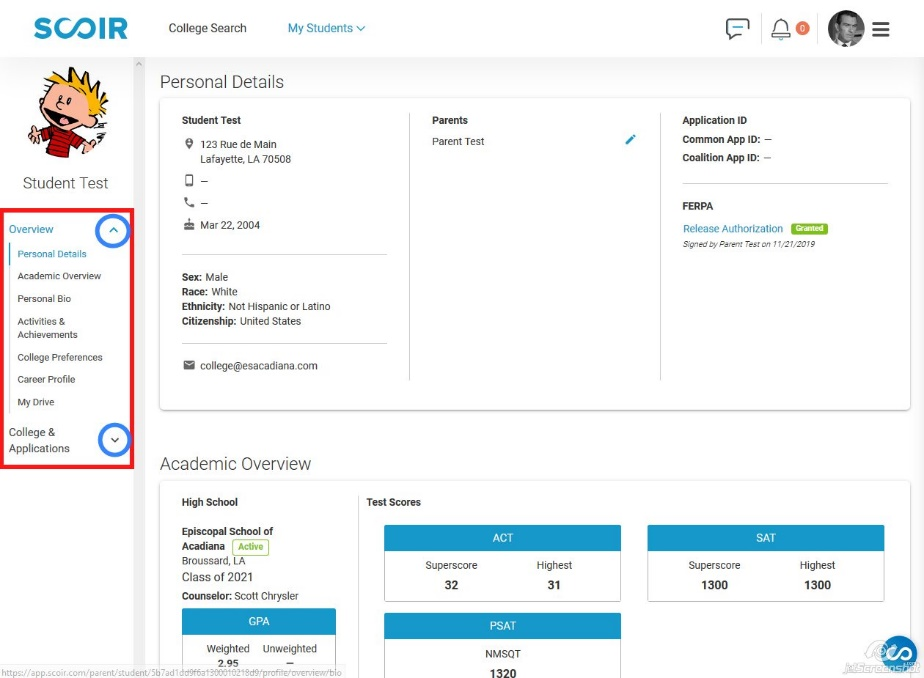 SCOIR
College Search
My Students
0
Student Test
Overview
Personal Details
Academic Overview
Personal Bio
Activities &
Achievements
College Preferences
Career Profile
My Drive
College &
Applications
Personal Details
Student Test
123 Rue de Main
Lafayette, LA 70508
—
—
Mar 22, 2004
Sex: Male
Race: White
Ethnicity: Not Hispanic or Latino
Citizenship: United States
college@esacadiana.com
Parents
Parent Test
Application ID
Common App ID: —
Coalition App ID: —
FERPA
Release Authorization Granted
Signed by Parent Test on 11/21/2019
Academic Overview
High School
Episcopal School of
Acadiana Active
Broussard, LA
Class of 2021
Counselor: Scott Chrysler
GPA
Weighted Unweighted
2.95 —
Test Scores
ACT
Superscore Highest
32 31
SAT
Superscore Highest
1300 1300
PSAT
NMSQT
1320
https://app.scoir.com/parent/student/5b7ad1dd9f6a1300010218d9/profile/overview/bio